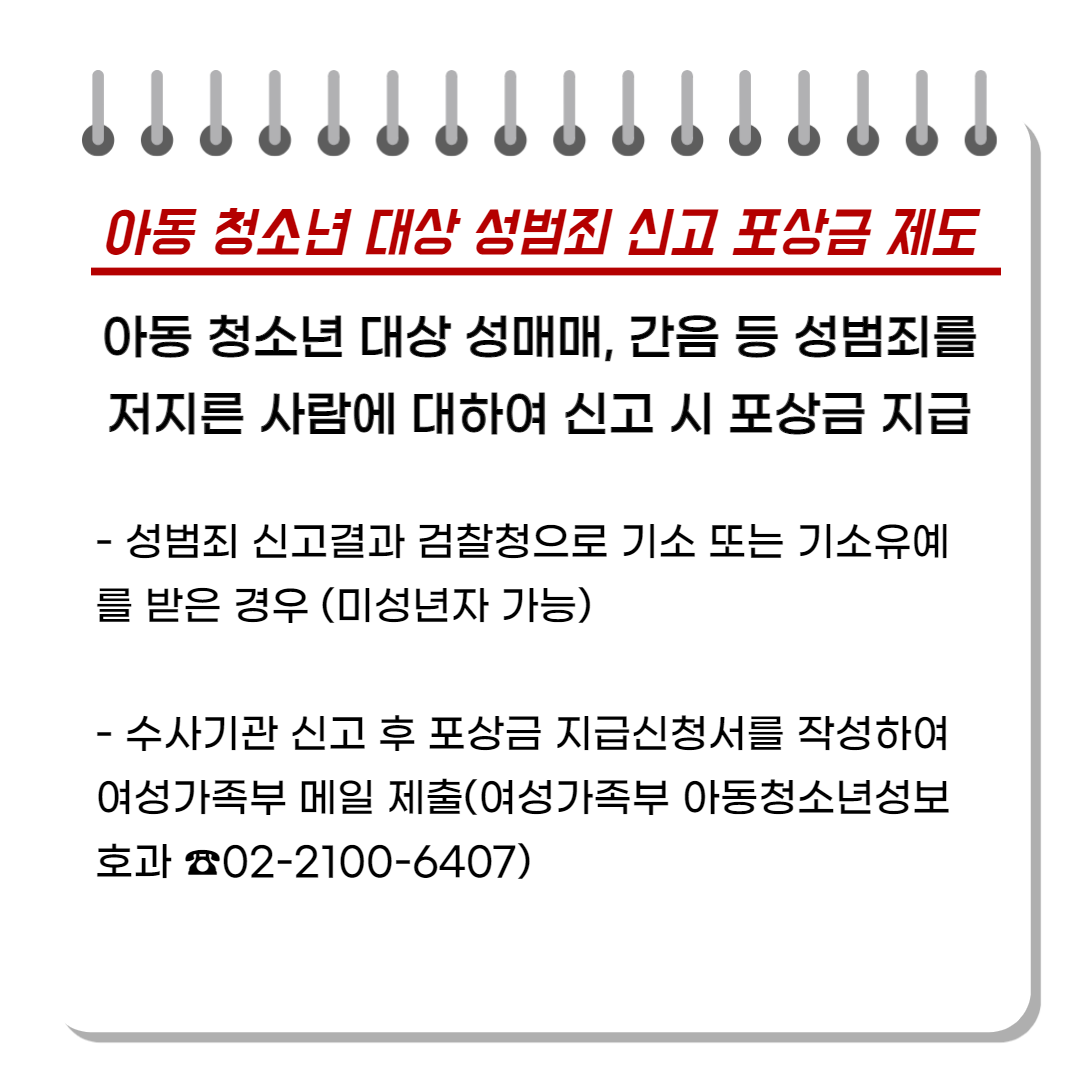 아동 청소년 대상 성범죄 신고 포상금 제도
아동 청소년 대상 성매매, 간음 등 성범죄를
저지른 사람에 대하여 신고 시 포상금 지급
- 성범죄 신고결과 검찰청으로 기소 또는 기소유예
를 받은 경우 (미성년자 가능)
- 수사기관 신고 후 포상금 지급신청서를 작성하여
여성가족부 메일 제출(여성가족부 아동청소년성보
호과 ☎02-2100-6407)